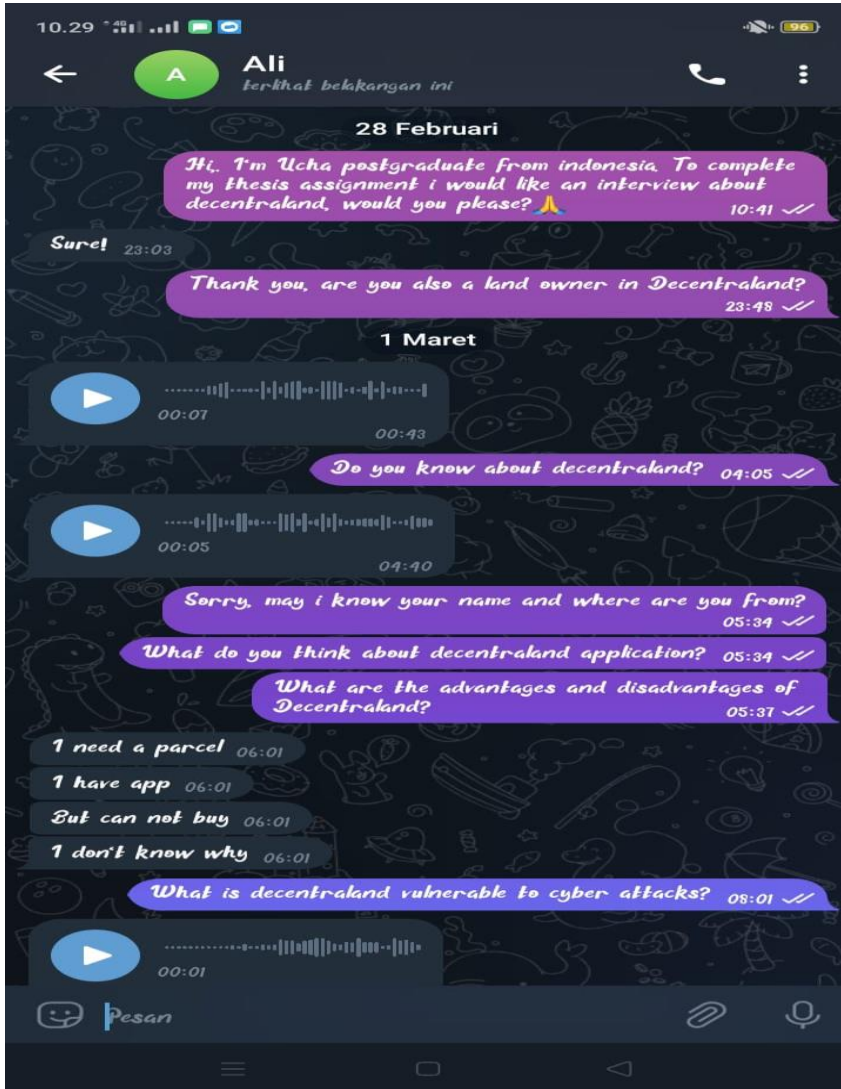 10.29 4G 96
A Ali
terlihat belakangan ini
28 Februari
Hi,. I'm Ucha postgraduate from indonesia, To complete
my thesis assignment i would like an interview about
decentraland, would you please?🙏 10:41
Sure! 23:03
Thank you, are you also a land owner in Decentraland?
23:48
1 Maret
00:07
00:43
Do you know about decentraland? 04:05
00:05
04:40
Sorry, may i know your name and where are you from?
05:34
What do you think about decentraland application? 05:34
What are the advantages and disadvantages of
Decentraland? 05:37
I need a parcel 06:01
I have app 06:01
But can not buy 06:01
I don't know why 06:01
What is decentraland vulnerable to cyber attacks? 08:01
00:01
Pesan